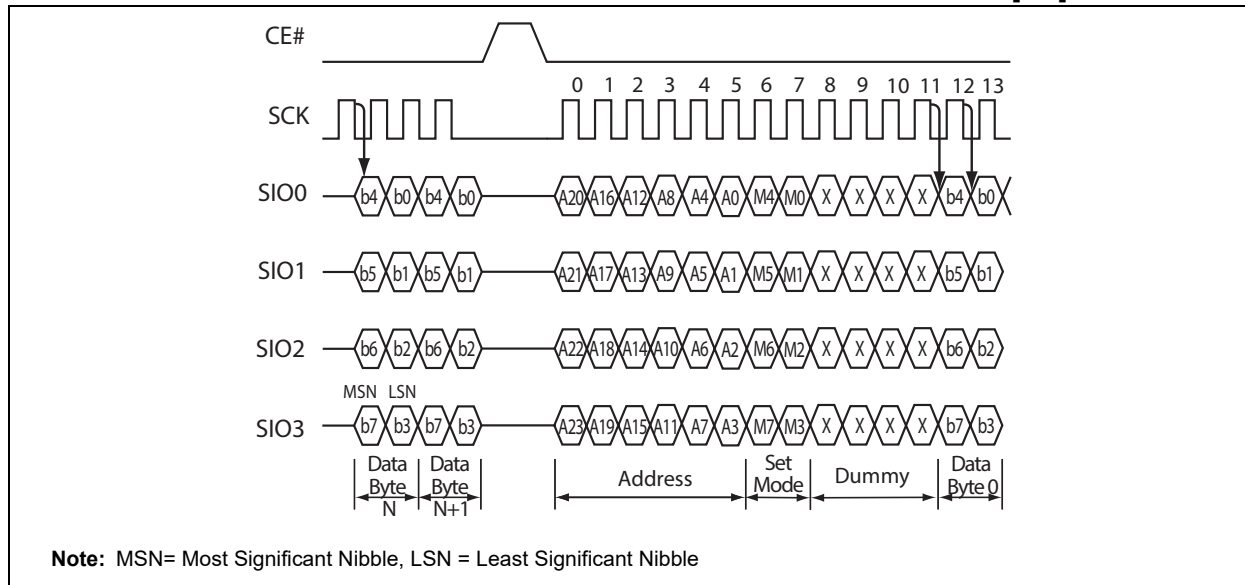 CE#
0 1 2 3 4 5 6 7 8 9 10 11 12 13
SCK
SIO0 b4 b0 b4 b0 A20 A16 A12 A8 A4 A0 M4 M0 X X X X b4 b0
SIO1 b5 b1 b5 b1 A21 A17 A13 A9 A5 A1 M5 M1 X X X X b5 b1
SIO2 b6 b2 b6 b2 A22 A18 A14 A10 A6 A2 M6 M2 X X X X b6 b2
MSN LSN
SIO3 b7 b3 b7 b3 A23 A19 A15 A11 A7 A3 M7 M3 X X X X b7 b3
Data Byte N
Data Byte N+1
Address
Set Mode
Dummy
Data Byte 0
Note: MSN= Most Significant Nibble, LSN = Least Significant Nibble